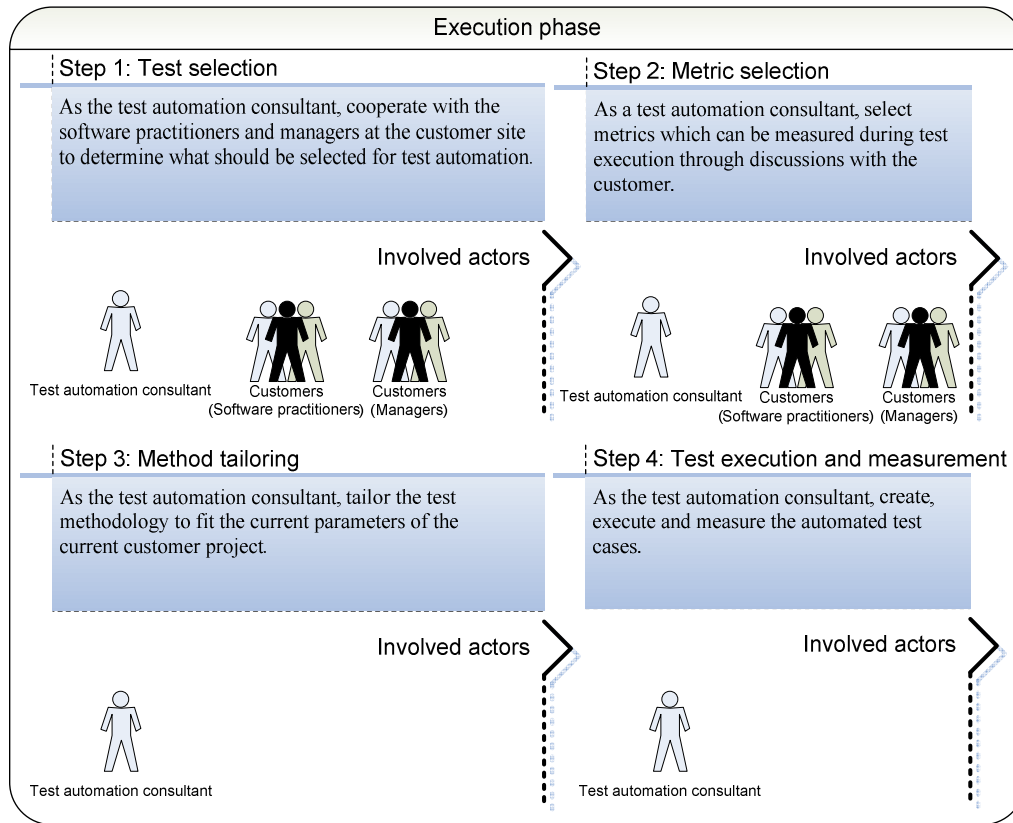 Execution phase
Step 1: Test selection
As the test automation consultant, cooperate with the
software practitioners and managers at the customer site
to determine what should be selected for test automation.
Involved actors
Test automation consultant
Customers
(Software practitioners)
Customers
(Managers)
Step 2: Metric selection
As a test automation consultant, select
metrics which can be measured during test
execution through discussions with the
customer.
Involved actors
Test automation consultant
Customers
(Software practitioners)
Customers
(Managers)
Step 3: Method tailoring
As the test automation consultant, tailor the test
methodology to fit the current parameters of the
current customer project.
Involved actors
Test automation consultant
Step 4: Test execution and measurement
As the test automation consultant, create,
execute and measure the automated test
cases.
Involved actors
Test automation consultant